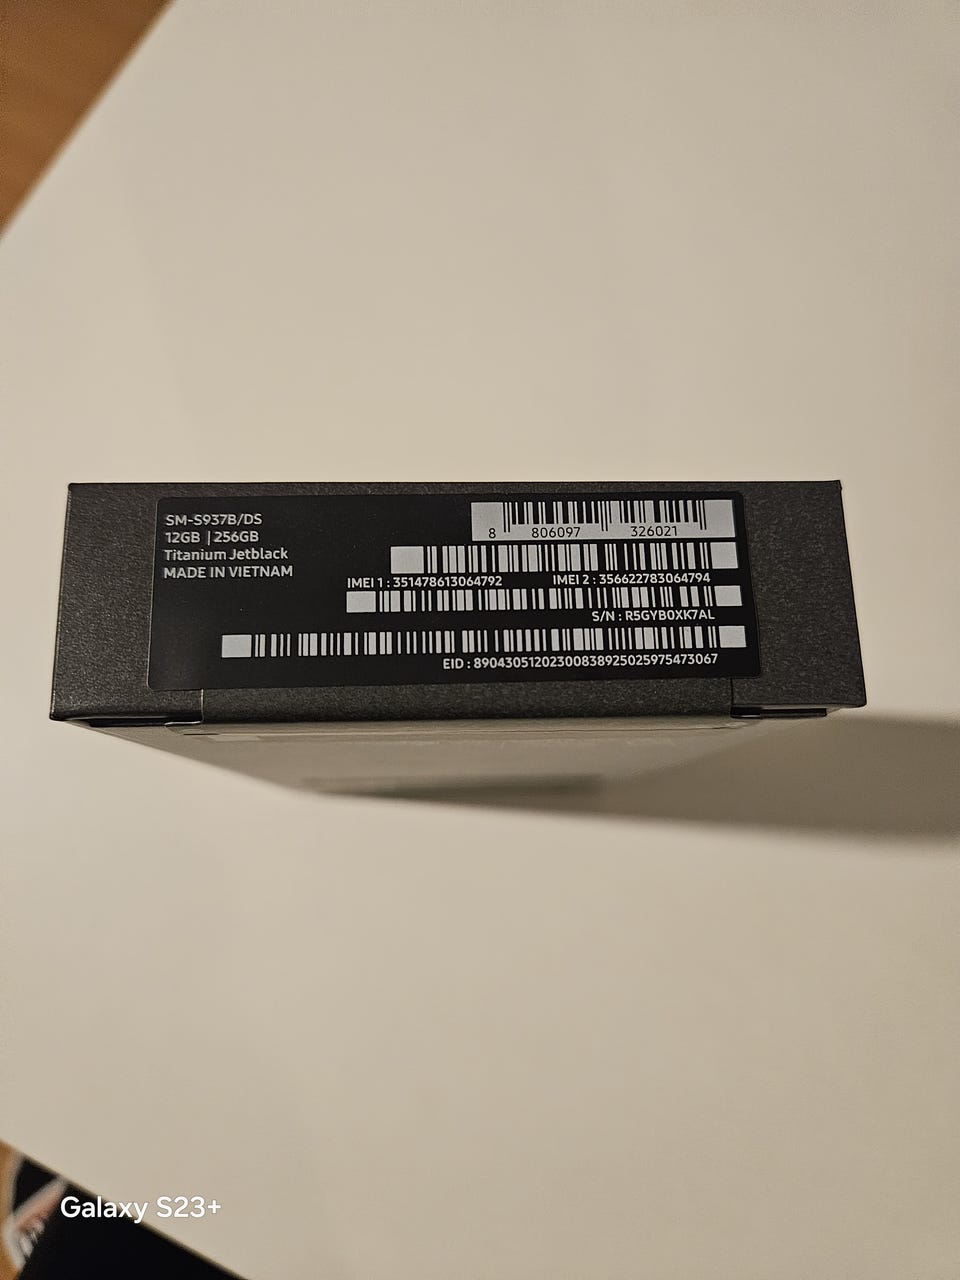 SM-S937B/DS
12GB | 256GB
Titanium Jetblack
MADE IN VIETNAM
8 806097 326021
IMEI 1 : 351478613064792 IMEI 2 : 356622783064794
S/N : R5GYB0XK7AL
EID : 89043051202300838925025975473067
Galaxy S23+